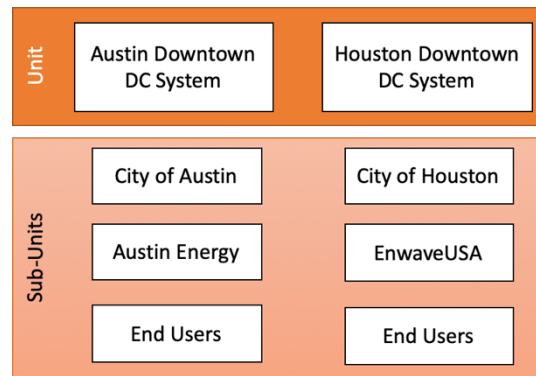 Unit
Austin Downtown
DC System
Houston Downtown
DC System
Sub-Units
City of Austin
City of Houston
Austin Energy
EnwaveUSA
End Users
End Users